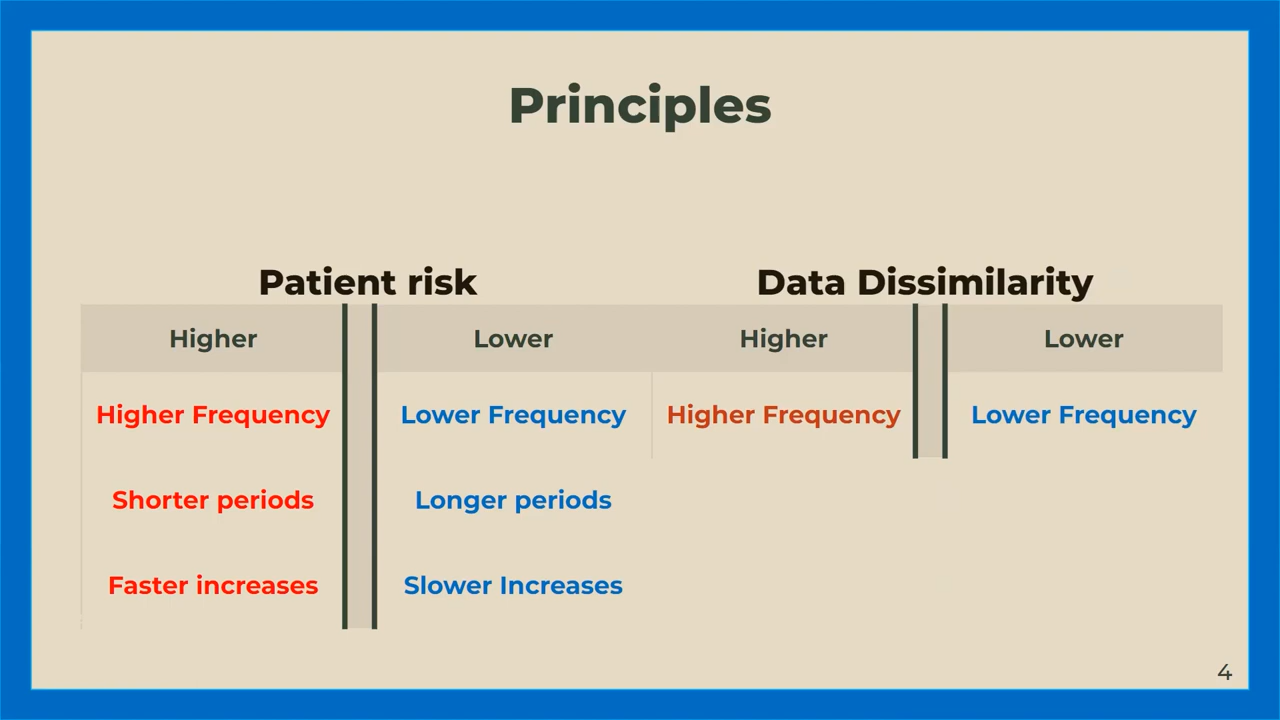 Principles
Patient risk
Data Dissimilarity
Higher
Lower
Higher
Lower
Higher Frequency
Lower Frequency
Higher Frequency
Lower Frequency
Shorter periods
Longer periods
Faster increases
Slower Increases
4